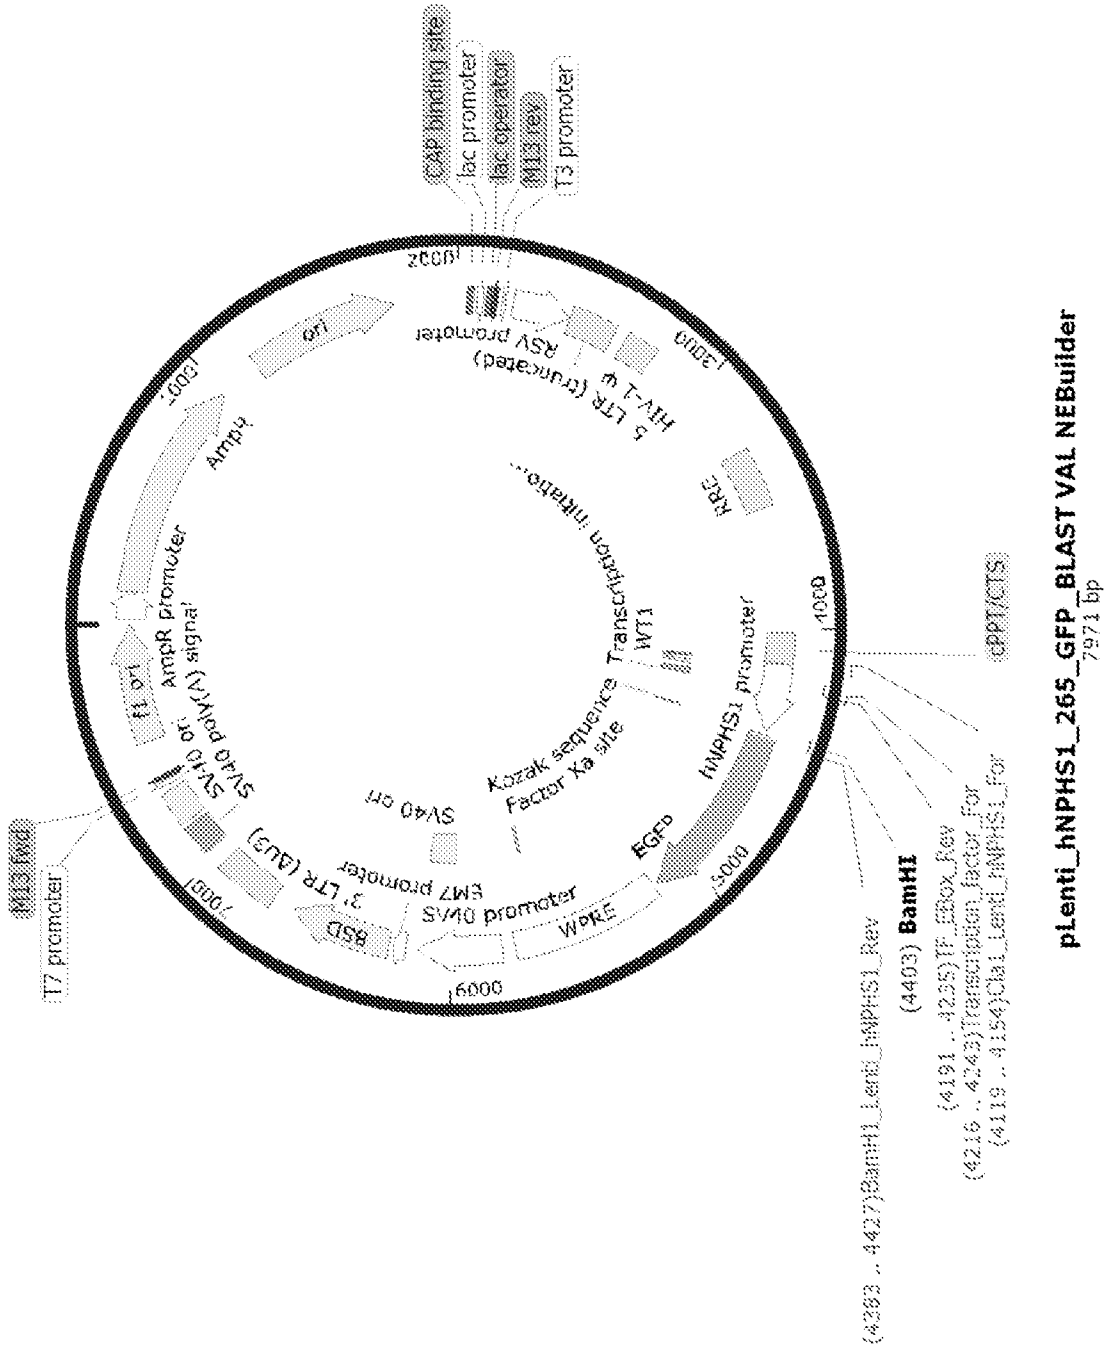 CAP binding site
lac promoter
lac operator
M13 rev
T3 promoter
2000
RSV promoter
5' LTR (truncated)
HIV-1 Ψ
3000
RRE
4000
cPPT/CTS
(4119 .. 4154)Cla1_Lenti_hNPHS1_For
(4216 .. 4243)Transcription_factor_For
(4191 .. 4235)TF_EBox_Rev
(4403) BamHI
(4383 .. 4427)BamH1_Lenti_hNPHS1_Rev
hNPHS1 promoter
WT1
Transcription initiatio...
Kozak sequence
Factor Xa site
EGFP
5000
WPRE
SV40 promoter
SV40 ori
EM7 promoter
6000
BSD
3' LTR (ΔU3)
7000
SV40 poly(A) signal
SV40 ori
T7 promoter
M13 fwd
f1 ori
AmpR promoter
AmpR
1000
ori
pLenti_hNPHS1_265_GFP_BLAST VAL NEBuilder
7971 bp